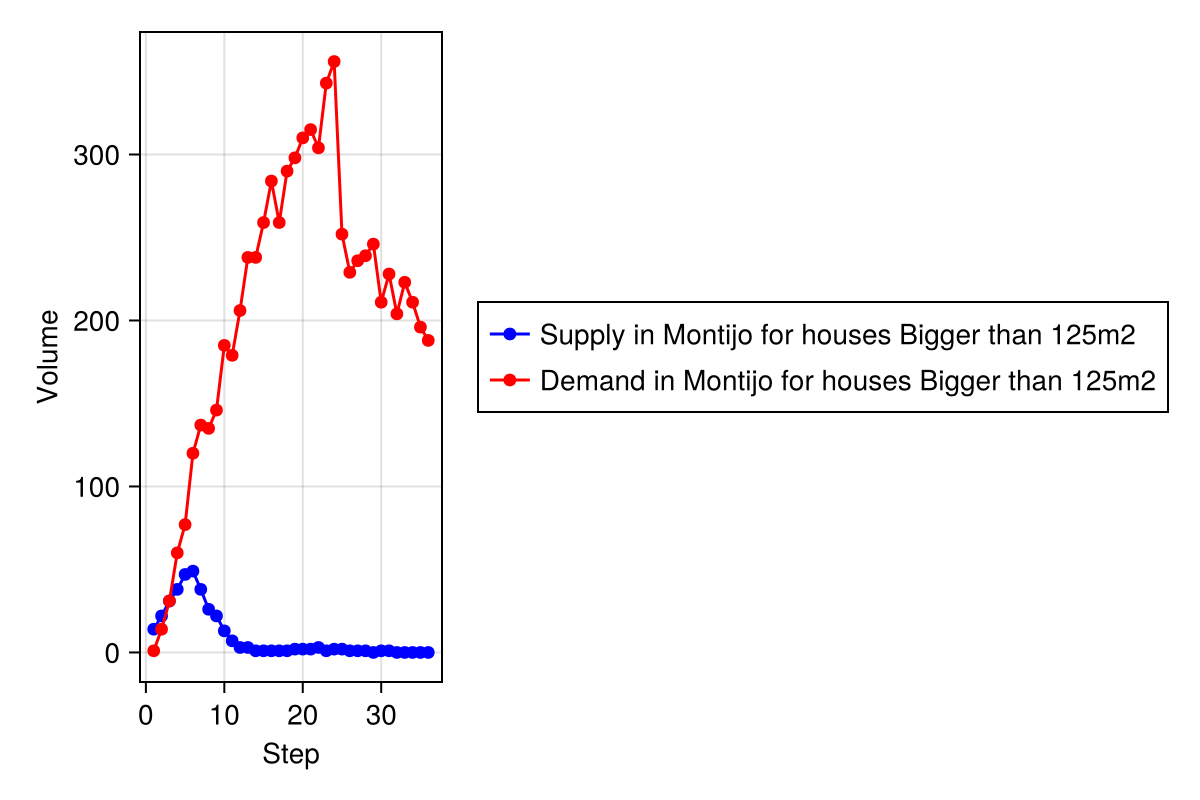 300
200
100
0
Volume
0 10 20 30
Step
Supply in Montijo for houses Bigger than 125m2
Demand in Montijo for houses Bigger than 125m2